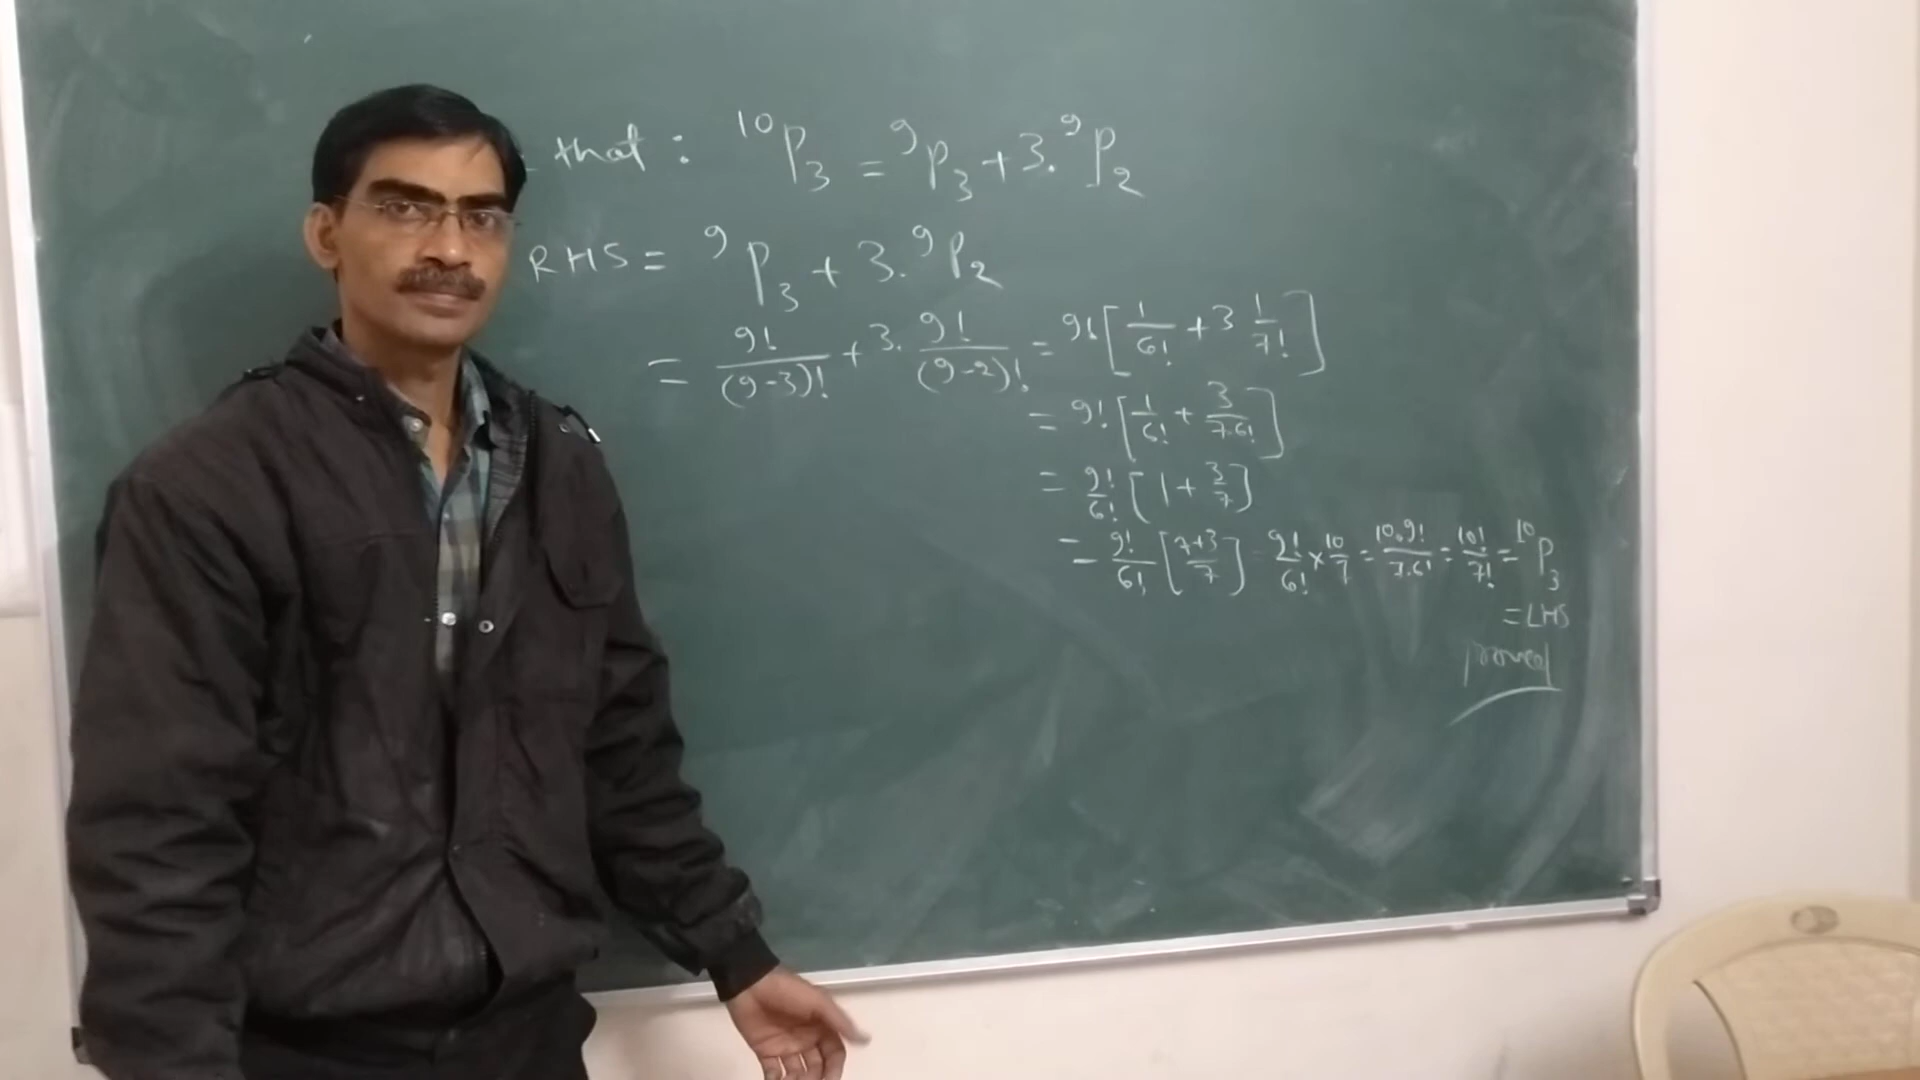 that : ¹⁰P₃ = ⁹P₃ + 3.⁹P₂
RHS = ⁹P₃ + 3.⁹P₂
= 9!/(9-3)! + 3. 9!/(9-2)! = 9! [1/6! + 3 1/7!]
= 9! [1/6! + 3/7.6!]
= 9!/6! [1 + 3/7]
= 9!/6! [7+3/7] = 9!/6! × 10/7 = 10.9!/7.6! = 10!/7! = ¹⁰P₃
= LHS
proved